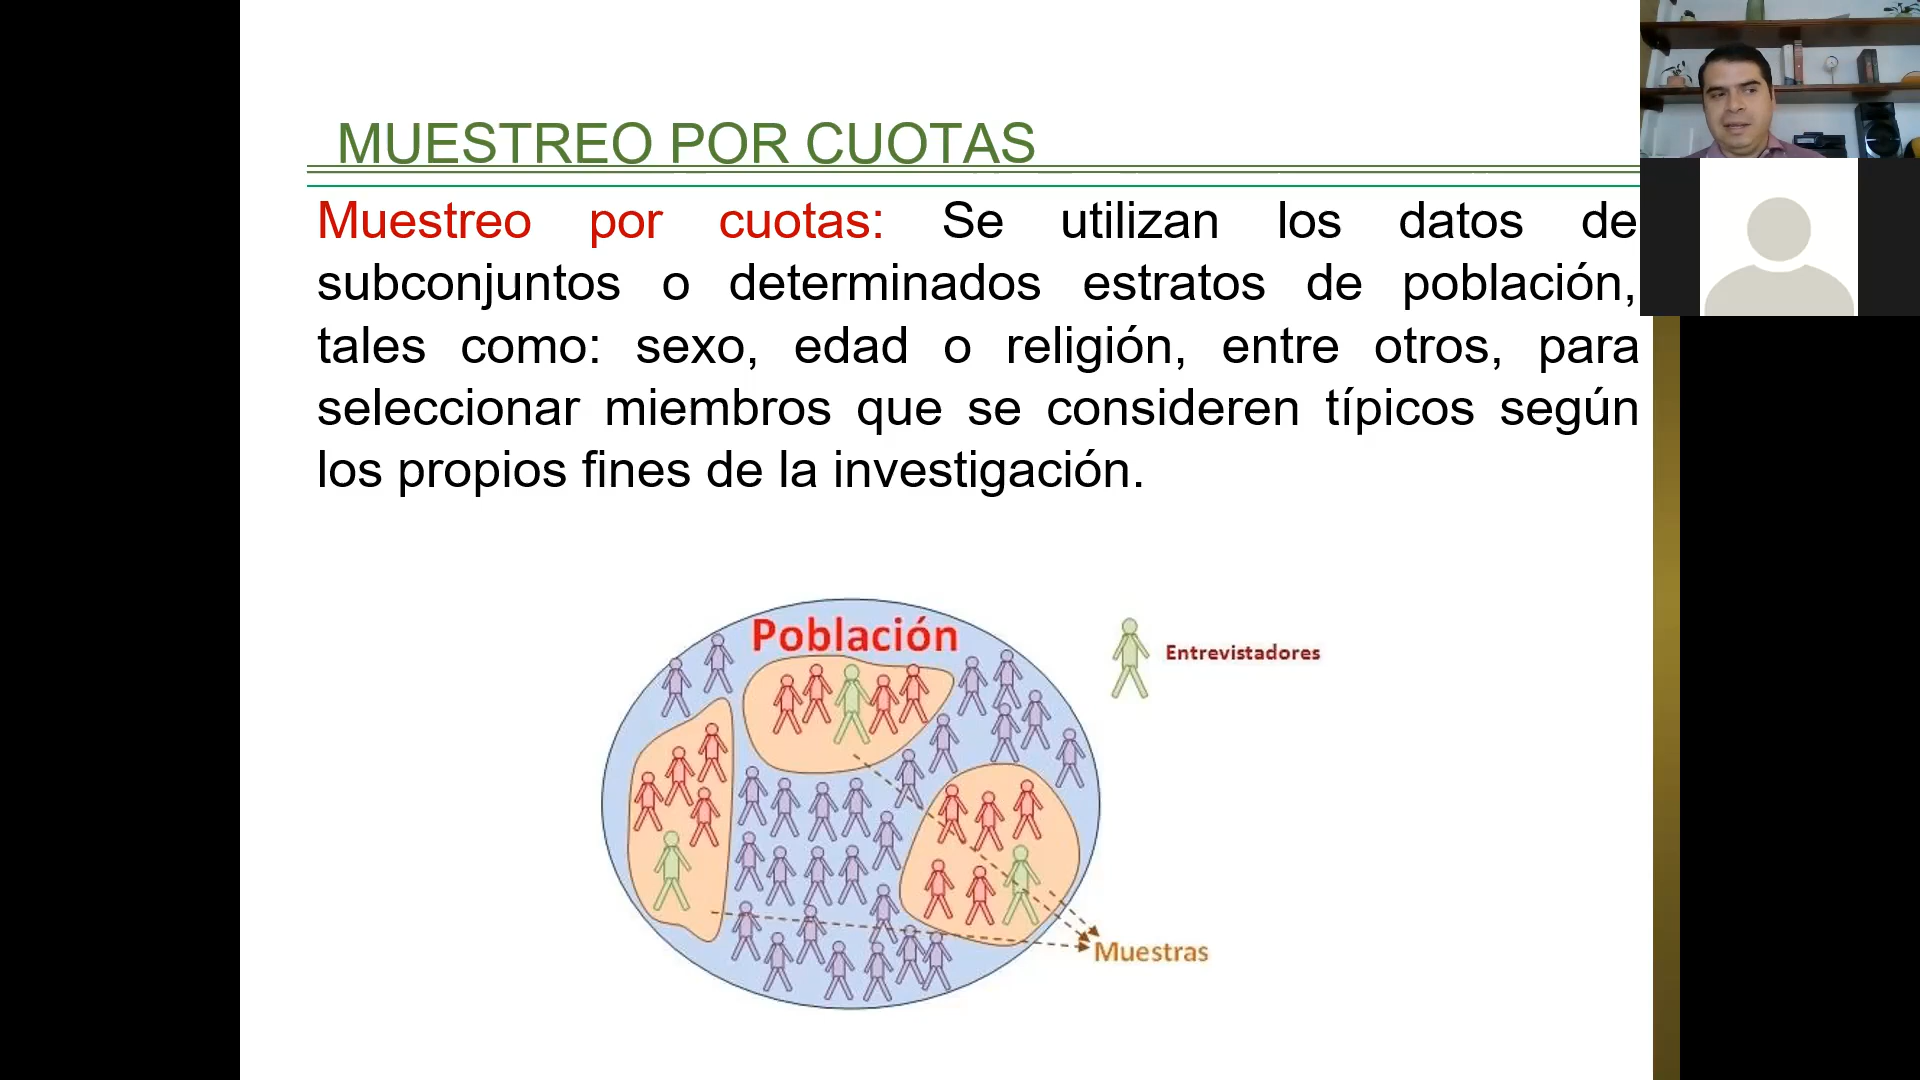 MUESTREO POR CUOTAS
Muestreo por cuotas: Se utilizan los datos de
subconjuntos o determinados estratos de población,
tales como: sexo, edad o religión, entre otros, para
seleccionar miembros que se consideren típicos según
los propios fines de la investigación.
Población
Entrevistadores
Muestras